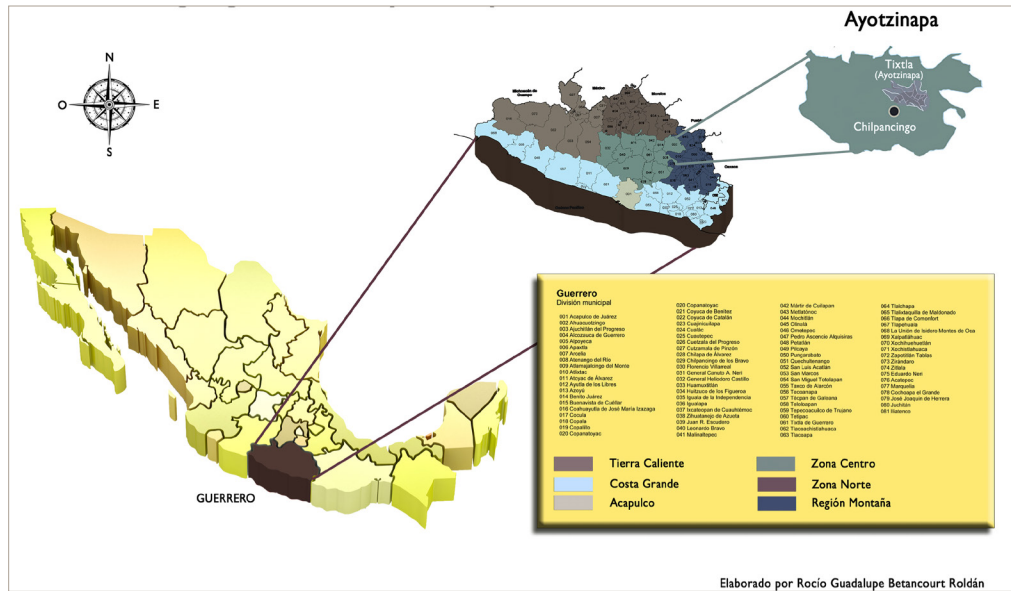 Ayotzinapa
Tixtla
(Ayotzinapa)
Chilpancingo
N
O
E
S
Michoacán de
Ocampo
México
Morelos
Oaxaca
GUERRERO
Guerrero
División municipal
001 Acapulco de Juárez
002 Ahuacuotzingo
003 Ajuchitlán del Progreso
004 Alcozauca de Guerrero
005 Alpoyeca
006 Apaxtla
007 Arcelia
008 Atenango del Río
009 Atlamajalcingo del Monte
010 Atlixtac
011 Atoyac de Álvarez
012 Ayutla de los Libres
013 Azoyú
014 Benito Juárez
015 Buenavista de Cuéllar
016 Coahuayutla de José María Izazaga
017 Cocula
018 Copala
019 Copalillo
020 Copanatoyac
020 Copanatoyac
021 Coyuca de Benítez
022 Coyuca de Catalán
023 Cuajinicuilapa
024 Cualác
025 Cuautepec
026 Cuetzala del Progreso
027 Cutzamala de Pinzón
028 Chilapa de Álvarez
029 Chilpancingo de los Bravo
030 Florencio Villarreal
031 General Canuto A. Neri
032 General Heliodoro Castillo
033 Huamuxtitlán
034 Huitzuco de los Figueroa
035 Iguala de la Independencia
036 Igualapa
037 Ixcateopan de Cuauhtémoc
038 Zihuatanejo de Azueta
039 Juan R. Escudero
040 Leonardo Bravo
041 Malinaltepec
042 Mártir de Cuilapan
043 Metlatónoc
044 Mochitlán
045 Olinalá
046 Ometepec
047 Pedro Ascencio Alquisiras
048 Petatlán
049 Pilcaya
050 Pungarabato
051 Quechultenango
052 San Luis Acatlán
053 San Marcos
054 San Miguel Totolapan
055 Taxco de Alarcón
056 Tecoanapa
057 Técpan de Galeana
058 Teloloapan
059 Tepecoacuilco de Trujano
060 Tetipac
061 Tixtla de Guerrero
062 Tlacoachistlahuaca
063 Tlacoapa
064 Tlalchapa
065 Tlalixtaquilla de Maldonado
066 Tlapa de Comonfort
067 Tlapehuala
068 La Unión de Isidoro Montes de Oca
069 Xalpatláhuac
070 Xochihuehuetlán
071 Xochistlahuaca
072 Zapotitlán Tablas
073 Zirándaro
074 Zitlala
075 Eduardo Neri
076 Acatepec
077 Marquelia
078 Cochoapa el Grande
079 José Joaquin de Herrera
080 Juchitán
081 Iliatenco
Tierra Caliente
Costa Grande
Acapulco
Zona Centro
Zona Norte
Región Montaña
Elaborado por Rocío Guadalupe Betancourt Roldán